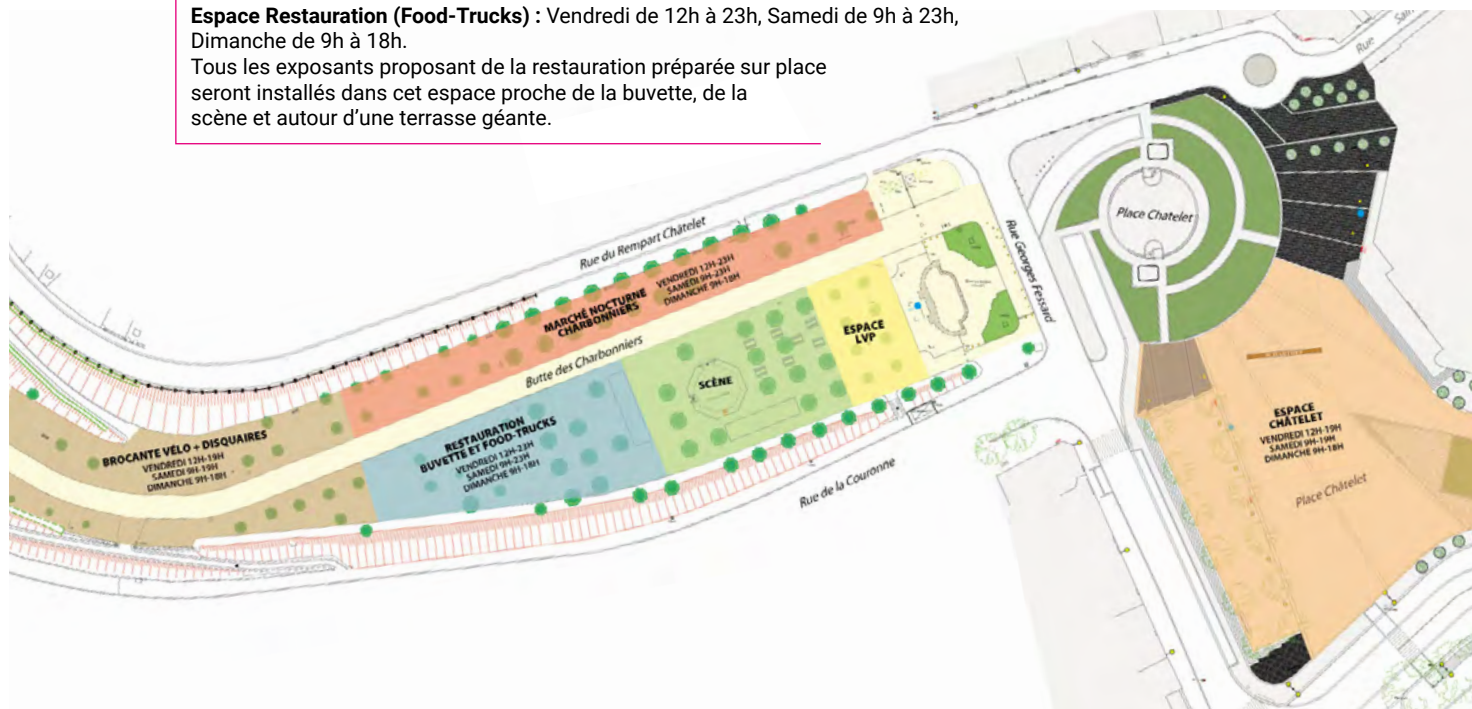 Espace Restauration (Food-Trucks) : Vendredi de 12h à 23h, Samedi de 9h à 23h,
Dimanche de 9h à 18h.
Tous les exposants proposant de la restauration préparée sur place
seront installés dans cet espace proche de la buvette, de la
scène et autour d’une terrasse géante.
Rue
Place Chatelet
Rue du Rempart Châtelet
Rue Georges Fessard
MARCHÉ NOCTURNE
CHARBONNIERS
VENDREDI 12H-23H
SAMEDI 9H-23H
DIMANCHE 9H-18H
Butte des Charbonniers
ESPACE
LVP
SCÈNE
RESTAURATION
BUVETTE ET FOOD-TRUCKS
VENDREDI 12H-23H
SAMEDI 9H-23H
DIMANCHE 9H-18H
BROCANTE VÉLO + DISQUAIRES
VENDREDI 12H-19H
SAMEDI 9H-19H
DIMANCHE 9H-18H
Rue de la Couronne
ESPACE
CHÂTELET
VENDREDI 12H-19H
SAMEDI 9H-19H
DIMANCHE 9H-18H
Place Châtelet